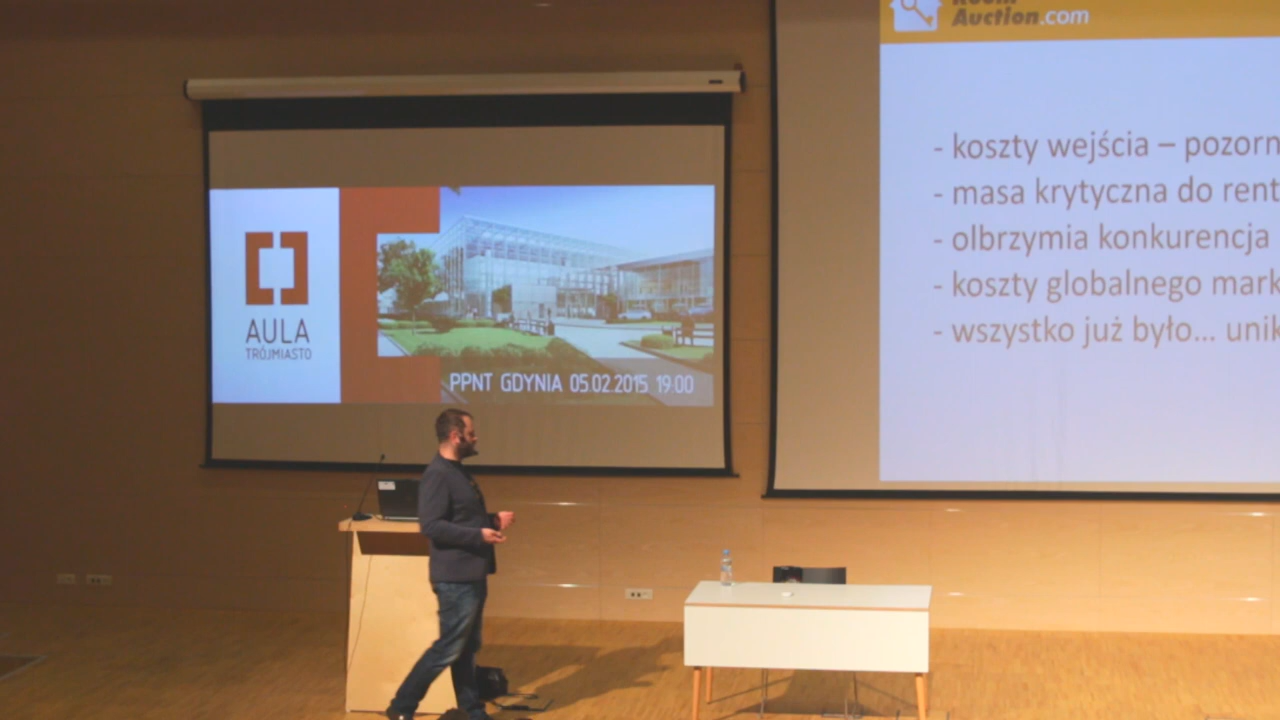 AULA
TRÓJMIASTO
PPNT GDYNIA 05.02.2015 19.00
Auction.com
- koszty wejścia – pozorn
- masa krytyczna do rent
- olbrzymia konkurencja
- koszty globalnego mark
- wszystko już było... unik